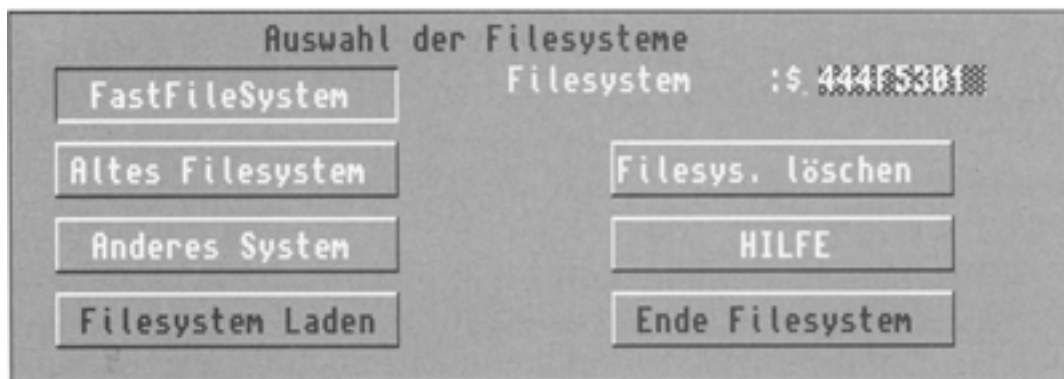 Auswahl der Filesysteme
FastFileSystem
Filesystem :$ 444F5301
Altes Filesystem
Filesys. löschen
Anderes System
HILFE
Filesystem Laden
Ende Filesystem